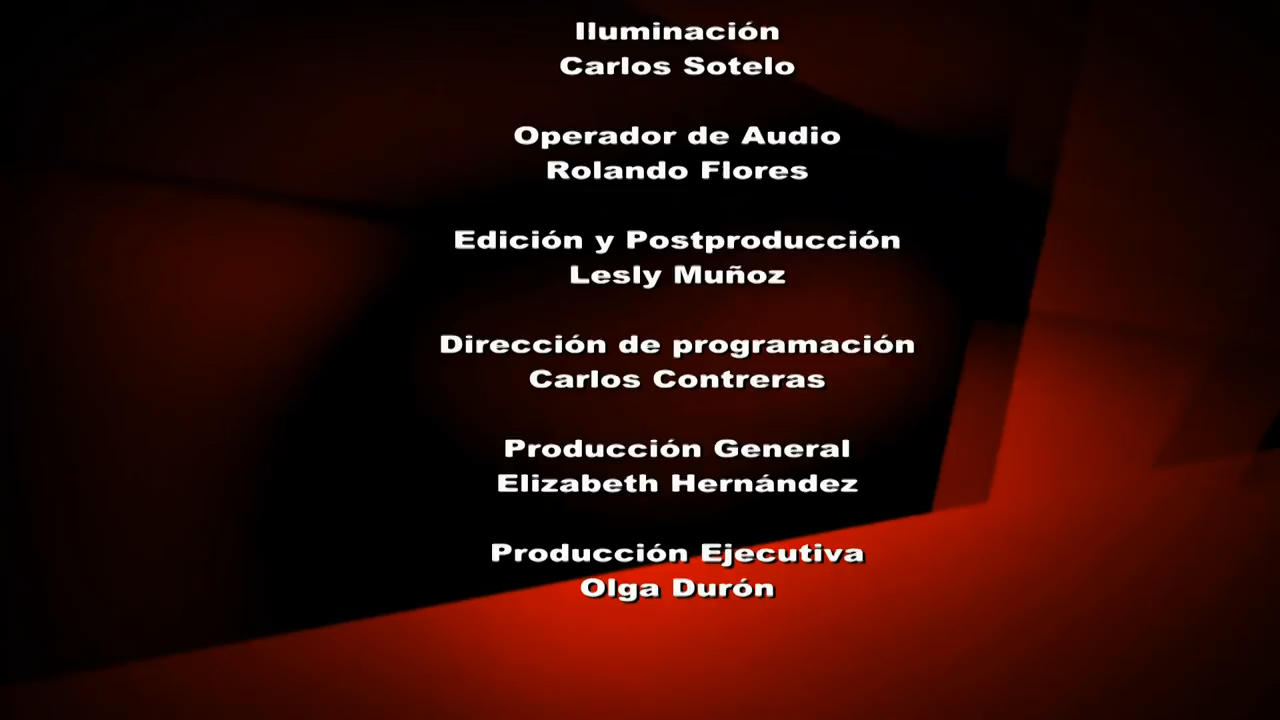 Iluminación
Carlos Sotelo
Operador de Audio
Rolando Flores
Edición y Postproducción
Lesly Muñoz
Dirección de programación
Carlos Contreras
Producción General
Elizabeth Hernández
Producción Ejecutiva
Olga Durón